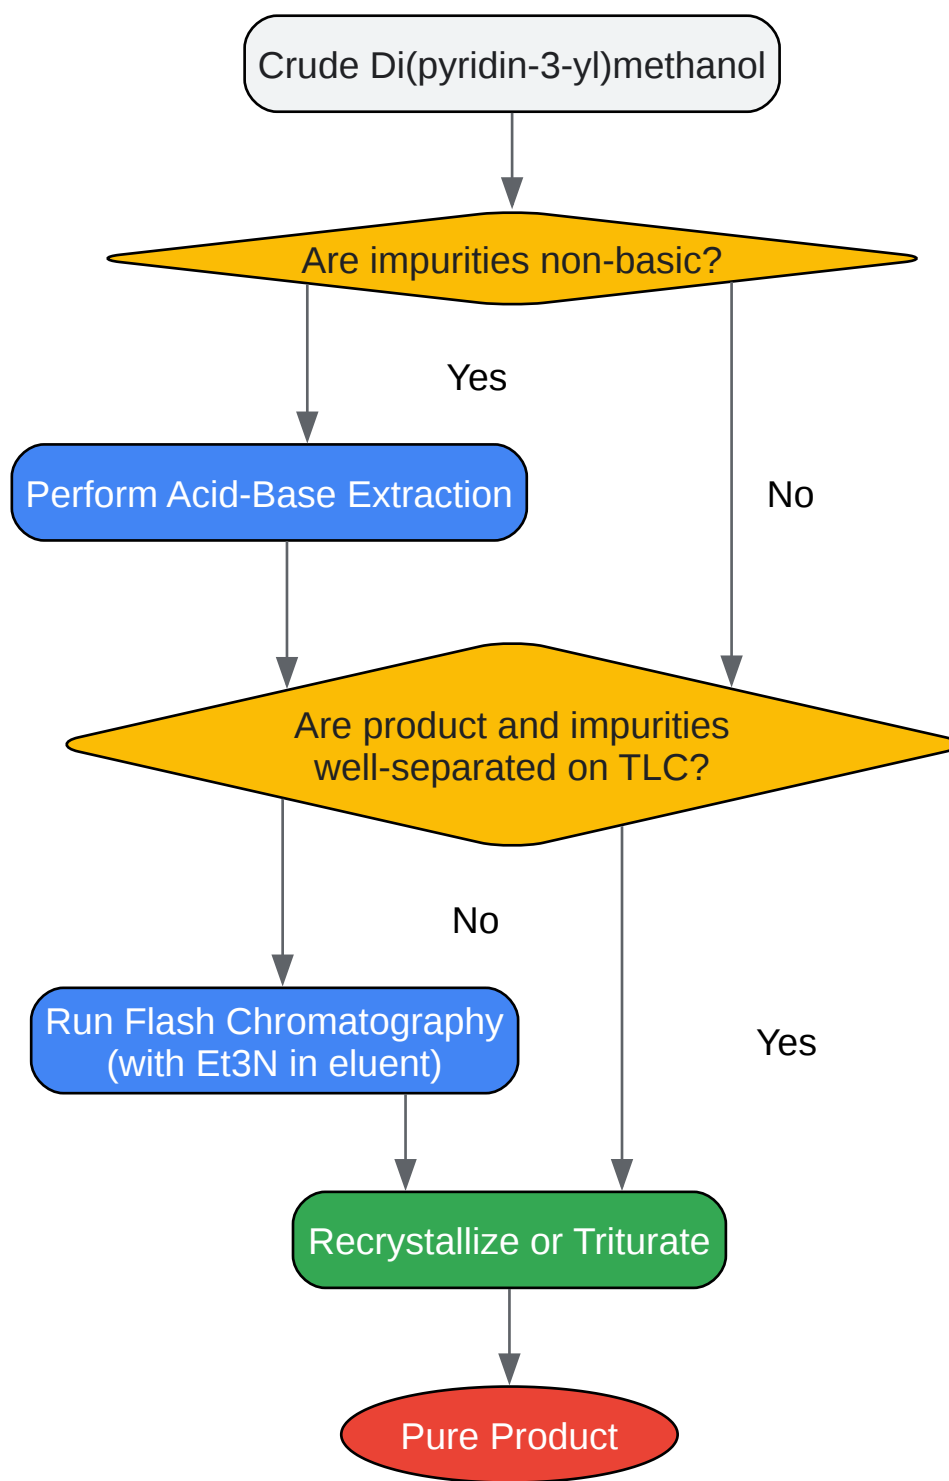 Crude Di(pyridin-3-yl)methanol
Are impurities non-basic?
Yes
Perform Acid-Base Extraction
No
Are product and impurities
well-separated on TLC?
No
Run Flash Chromatography
(with Et3N in eluent)
Yes
Recrystallize or Triturate
Pure Product